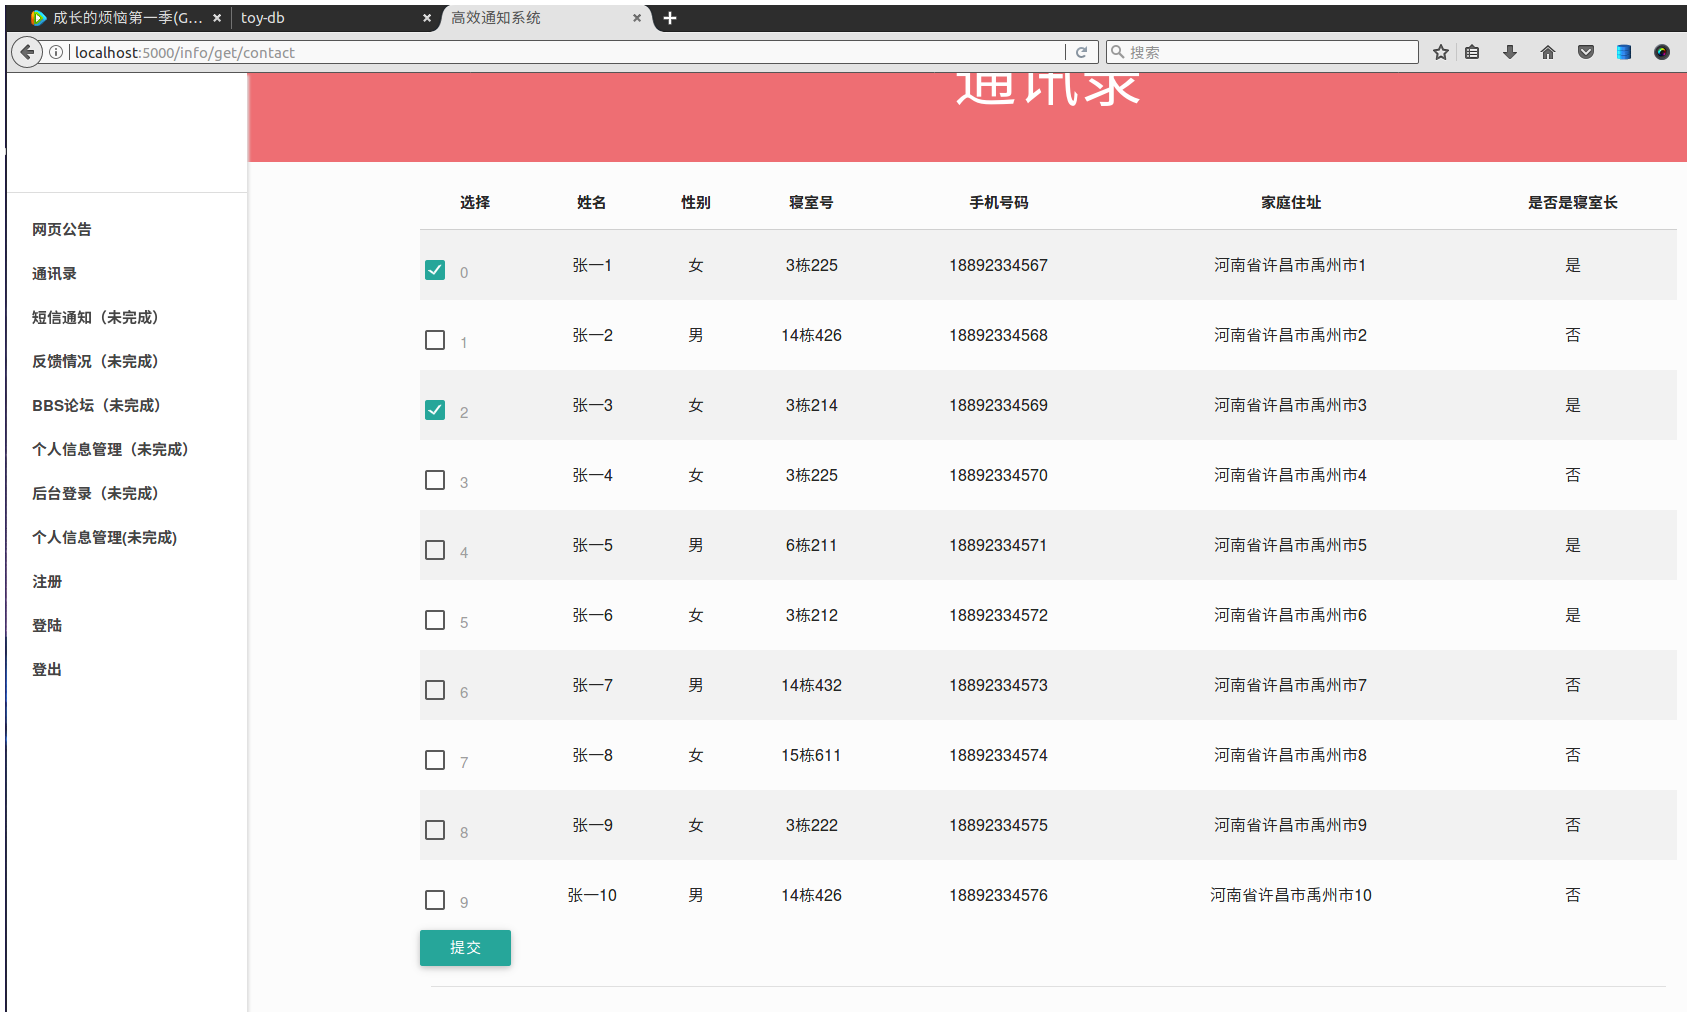 成长的烦恼第一季(G... × toy-db × 高效通知系统 × +
localhost:5000/info/get/contact 搜索
通讯录
网页公告
通讯录
短信通知（未完成）
反馈情况（未完成）
BBS论坛（未完成）
个人信息管理（未完成）
后台登录（未完成）
个人信息管理(未完成)
注册
登陆
登出
选择 姓名 性别 寝室号 手机号码 家庭住址 是否是寝室长
0 张一1 女 3栋225 18892334567 河南省许昌市禹州市1 是
1 张一2 男 14栋426 18892334568 河南省许昌市禹州市2 否
2 张一3 女 3栋214 18892334569 河南省许昌市禹州市3 是
3 张一4 女 3栋225 18892334570 河南省许昌市禹州市4 否
4 张一5 男 6栋211 18892334571 河南省许昌市禹州市5 是
5 张一6 女 3栋212 18892334572 河南省许昌市禹州市6 是
6 张一7 男 14栋432 18892334573 河南省许昌市禹州市7 否
7 张一8 女 15栋611 18892334574 河南省许昌市禹州市8 否
8 张一9 女 3栋222 18892334575 河南省许昌市禹州市9 否
9 张一10 男 14栋426 18892334576 河南省许昌市禹州市10 否
提交